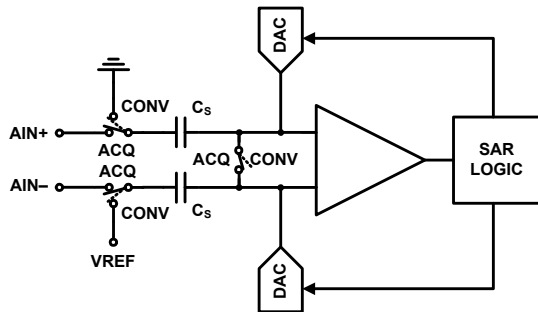 DAC
CONV
CS
AIN+
ACQ
ACQ
CONV
ACQ
SAR
LOGIC
AIN−
CONV
CS
VREF
DAC